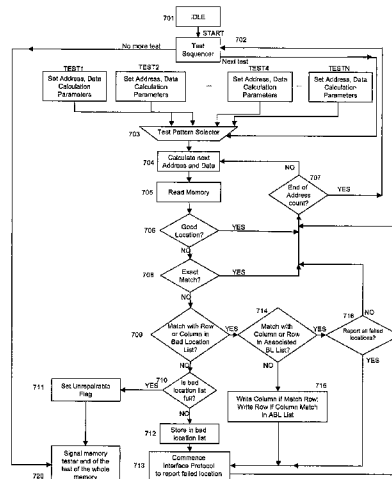 701
IDLE
START
702
No more test
Test
Sequencer
Next test
TEST1
TEST2
TEST4
TESTN
Set Address, Data
Calculation
Parameters
Set Address, Data
Calculation
Parameters
Set Address, Data
Calculation
Parameters
Set Address, Data
Calculation
Parameters
703
Test Pattern Selector
704
Calculate next
Address and Data
NO
707
705
Read Memory
End of
Address
count?
YES
706
Good
Location?
YES
NO
708
Exact
Match?
YES
NO
709
Match with Row
or Column in
Bad Location
List?
YES
714
Match with
Column or Row
in Associated
BL List?
YES
716
Report all failed
locations?
NO
YES
NO
NO
711
Set Unrepairable
Flag
YES
710
Is bad
location list
full?
NO
715
Write Column if Match Row;
Write Row if Column Match
in ABL List
712
Store in
bad location list
713
Commence
Interface Protocol
to report failed location
Signal memory
tester end of the
test of the whole
memory
720